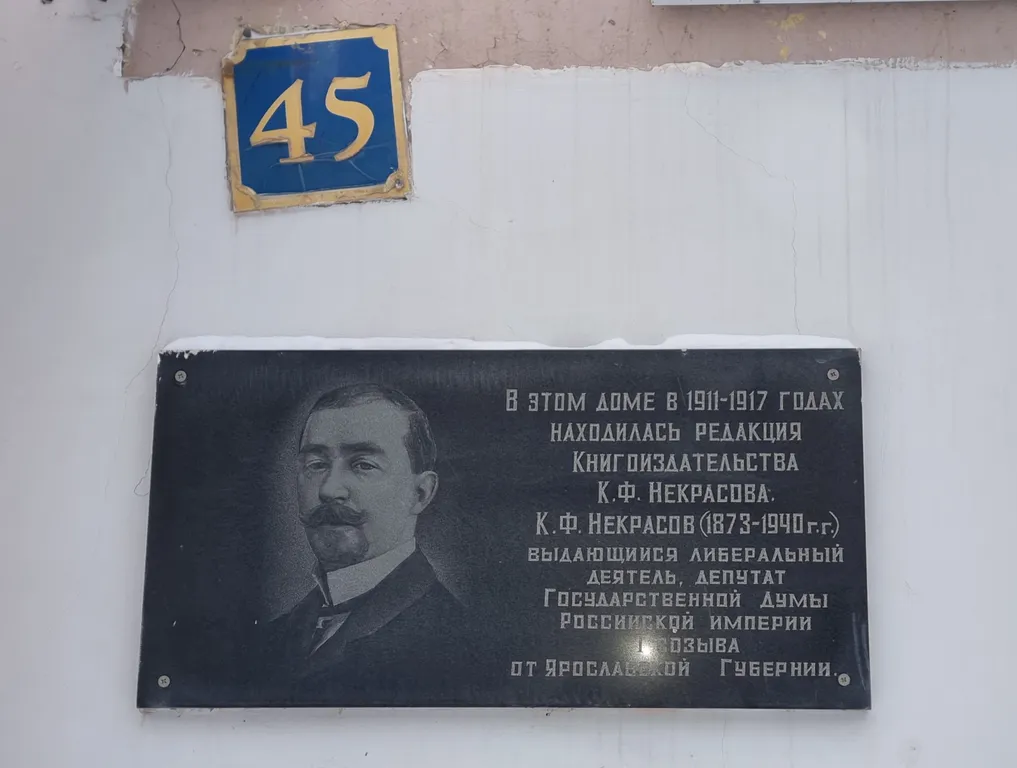 45
В ЭТОМ ДОМЕ В 1911-1917 ГОДАХ
НАХОДИЛАСЬ РЕДАКЦИЯ
КНИГОИЗДАТЕЛЬСТВА
К.Ф. НЕКРАСОВА.
К.Ф. НЕКРАСОВ (1873-1940 г.г.)
ВЫДАЮЩИЙСЯ ЛИБЕРАЛЬНЫЙ
ДЕЯТЕЛЬ, ДЕПУТАТ
ГОСУДАРСТВЕННОЙ ДУМЫ
РОССИЙСКОЙ ИМПЕРИИ
СОЗЫВА
ОТ ЯРОСЛАВСКОЙ ГУБЕРНИИ.